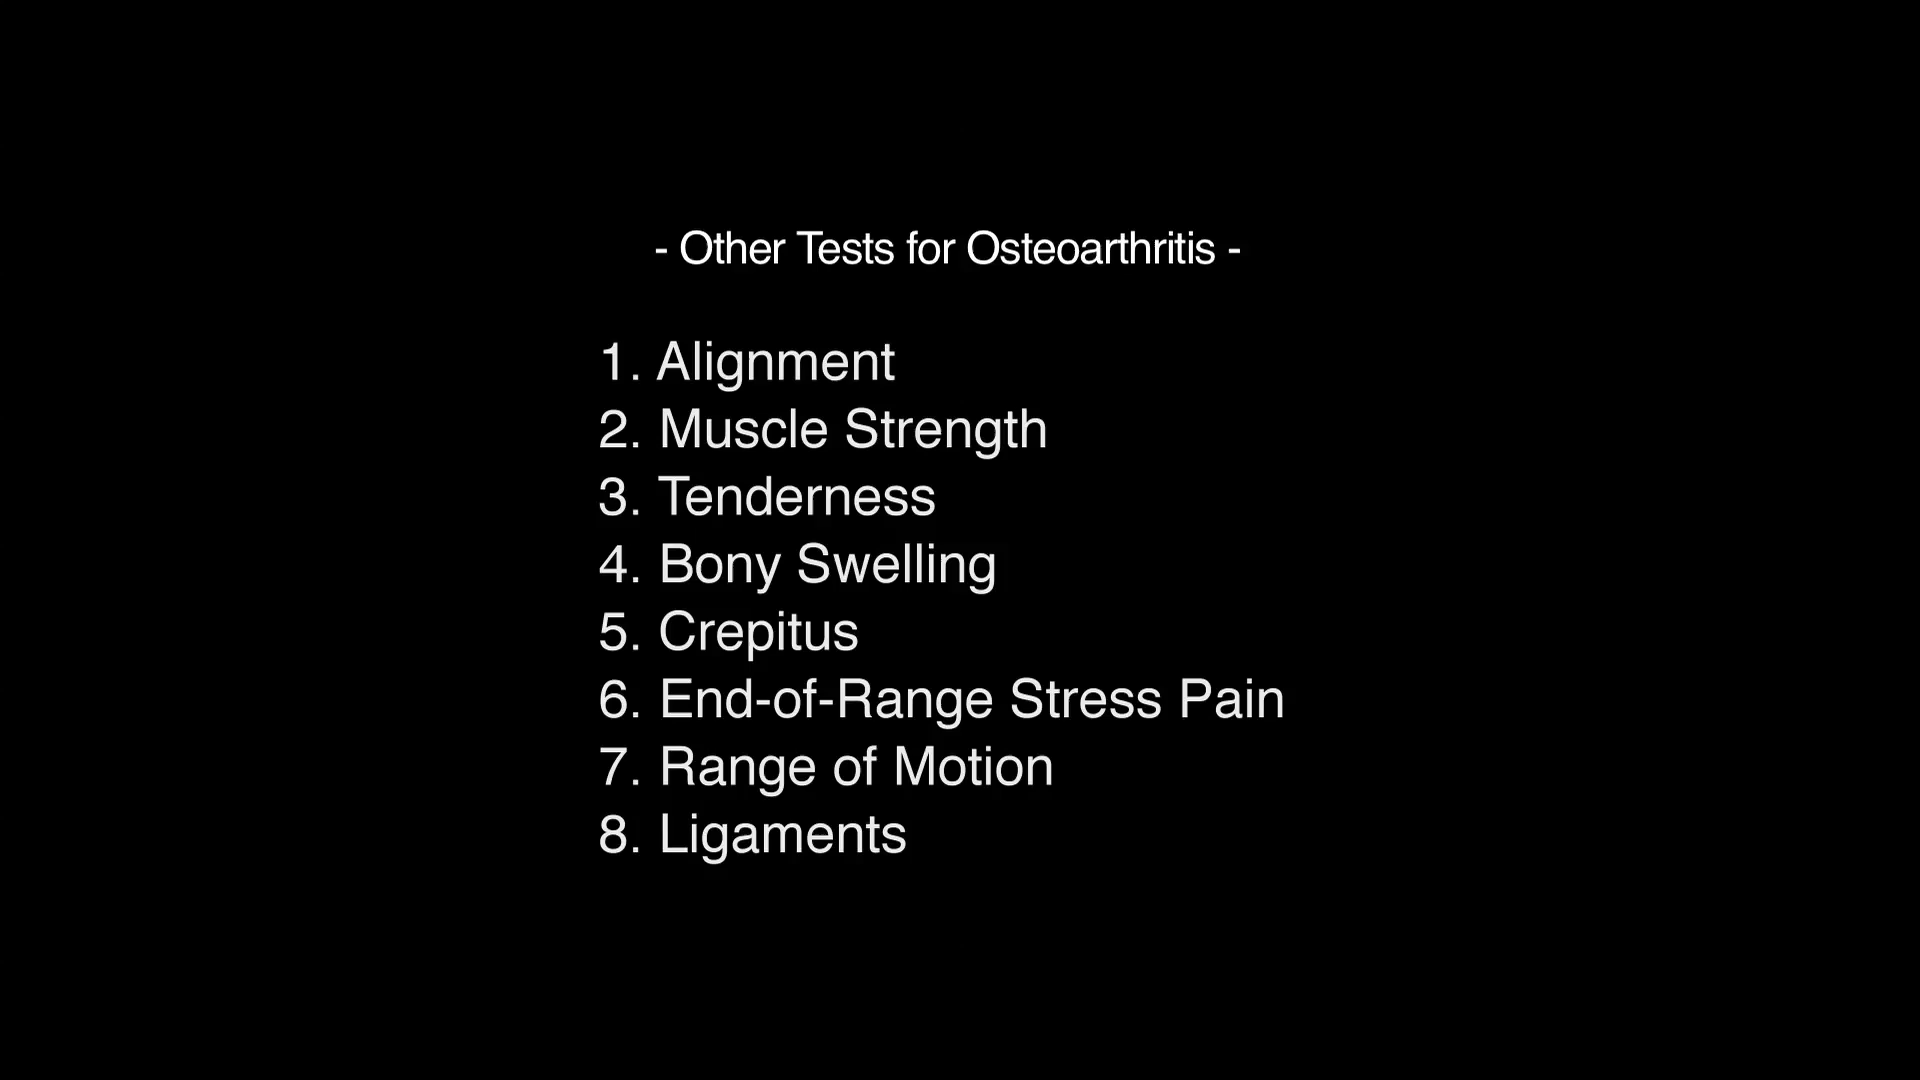 - Other Tests for Osteoarthritis -
1. Alignment
2. Muscle Strength
3. Tenderness
4. Bony Swelling
5. Crepitus
6. End-of-Range Stress Pain
7. Range of Motion
8. Ligaments